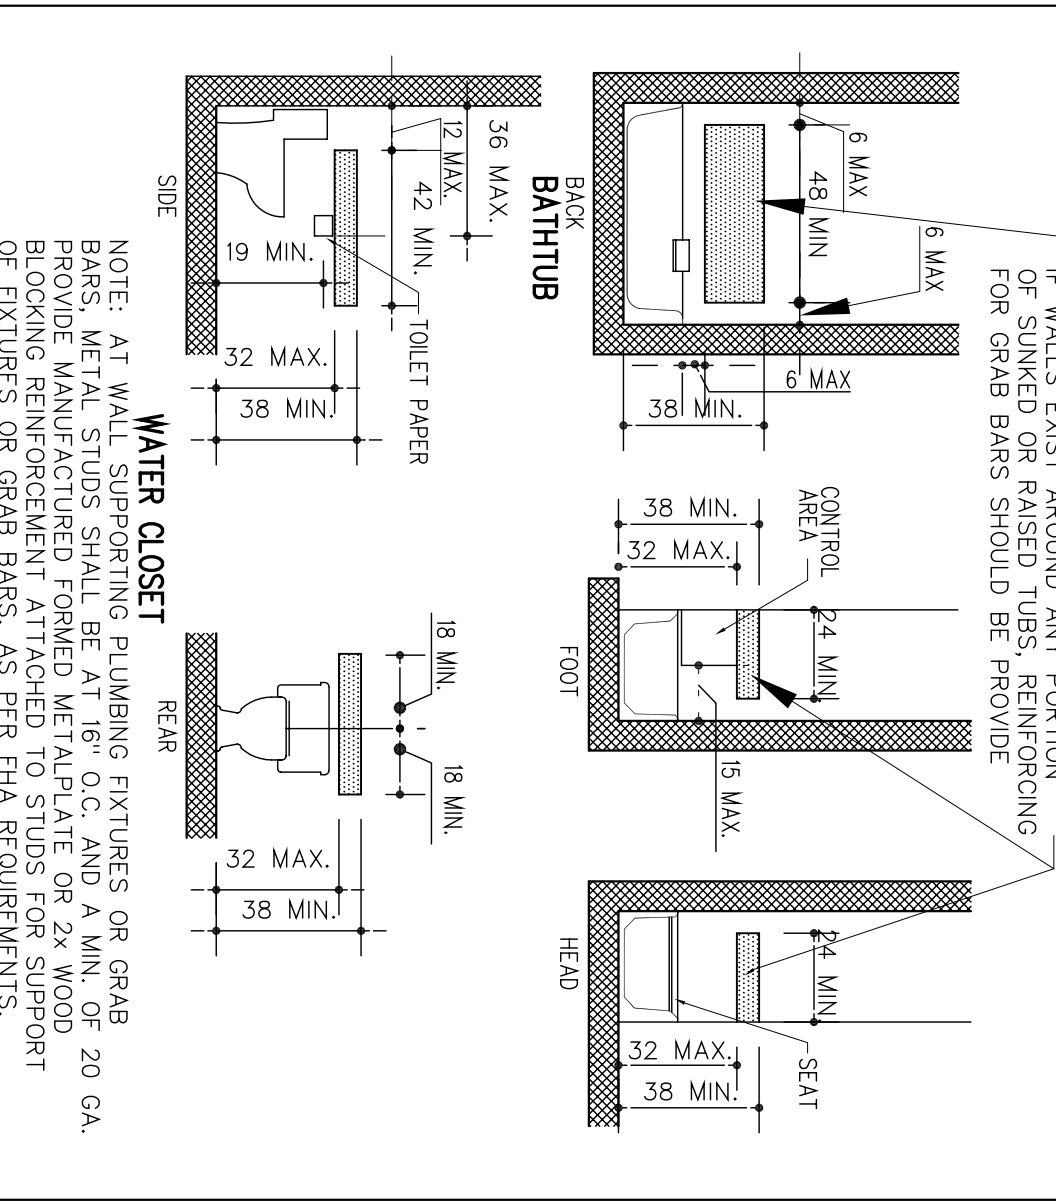 IF WALLS EXIST AROUND ANY PORTION
OF SUNKED OR RAISED TUBS, REINFORCING
FOR GRAB BARS SHOULD BE PROVIDE
6 MAX
48 MIN
6 MAX
6 MAX
38 MIN.
BACK
BATHTUB
CONTROL
AREA
38 MIN.
32 MAX.
24 MIN.
15 MAX.
FOOT
24 MIN.
SEAT
32 MAX.
38 MIN.
HEAD
36 MAX.
12 MAX.
42 MIN.
TOILET PAPER
19 MIN.
32 MAX.
38 MIN.
SIDE
18 MIN.
18 MIN.
32 MAX.
38 MIN.
REAR
WATER CLOSET
NOTE: AT WALL SUPPORTING PLUMBING FIXTURES OR GRAB
BARS, METAL STUDS SHALL BE AT 16" O.C. AND A MIN. OF 20 GA.
PROVIDE MANUFACTURED FORMED METALPLATE OR 2x WOOD
BLOCKING REINFORCEMENT ATTACHED TO STUDS FOR SUPPORT
OF FIXTURES OR GRAB BARS, AS PER FHA REQUIREMENTS.